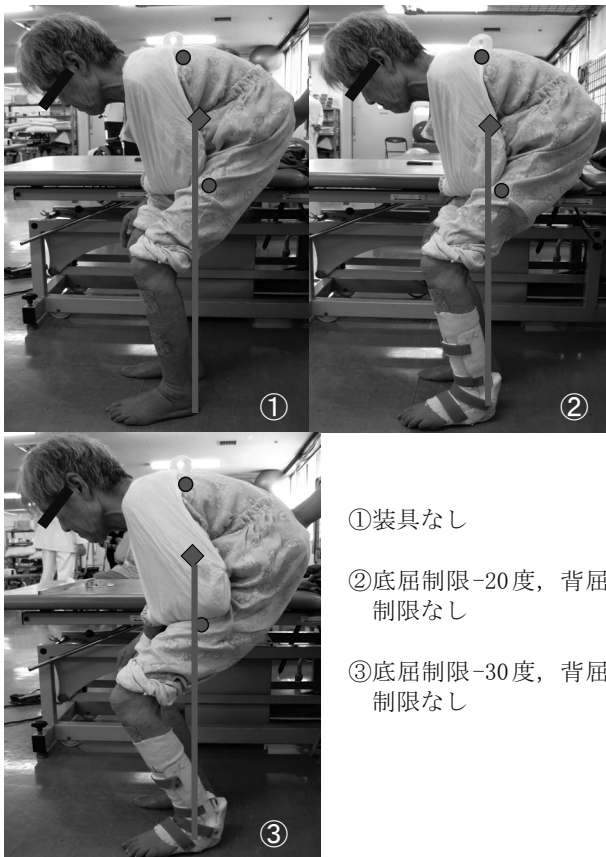 ①
②
③
①装具なし
②底屈制限-20度，背屈
制限なし
③底屈制限-30度，背屈
制限なし